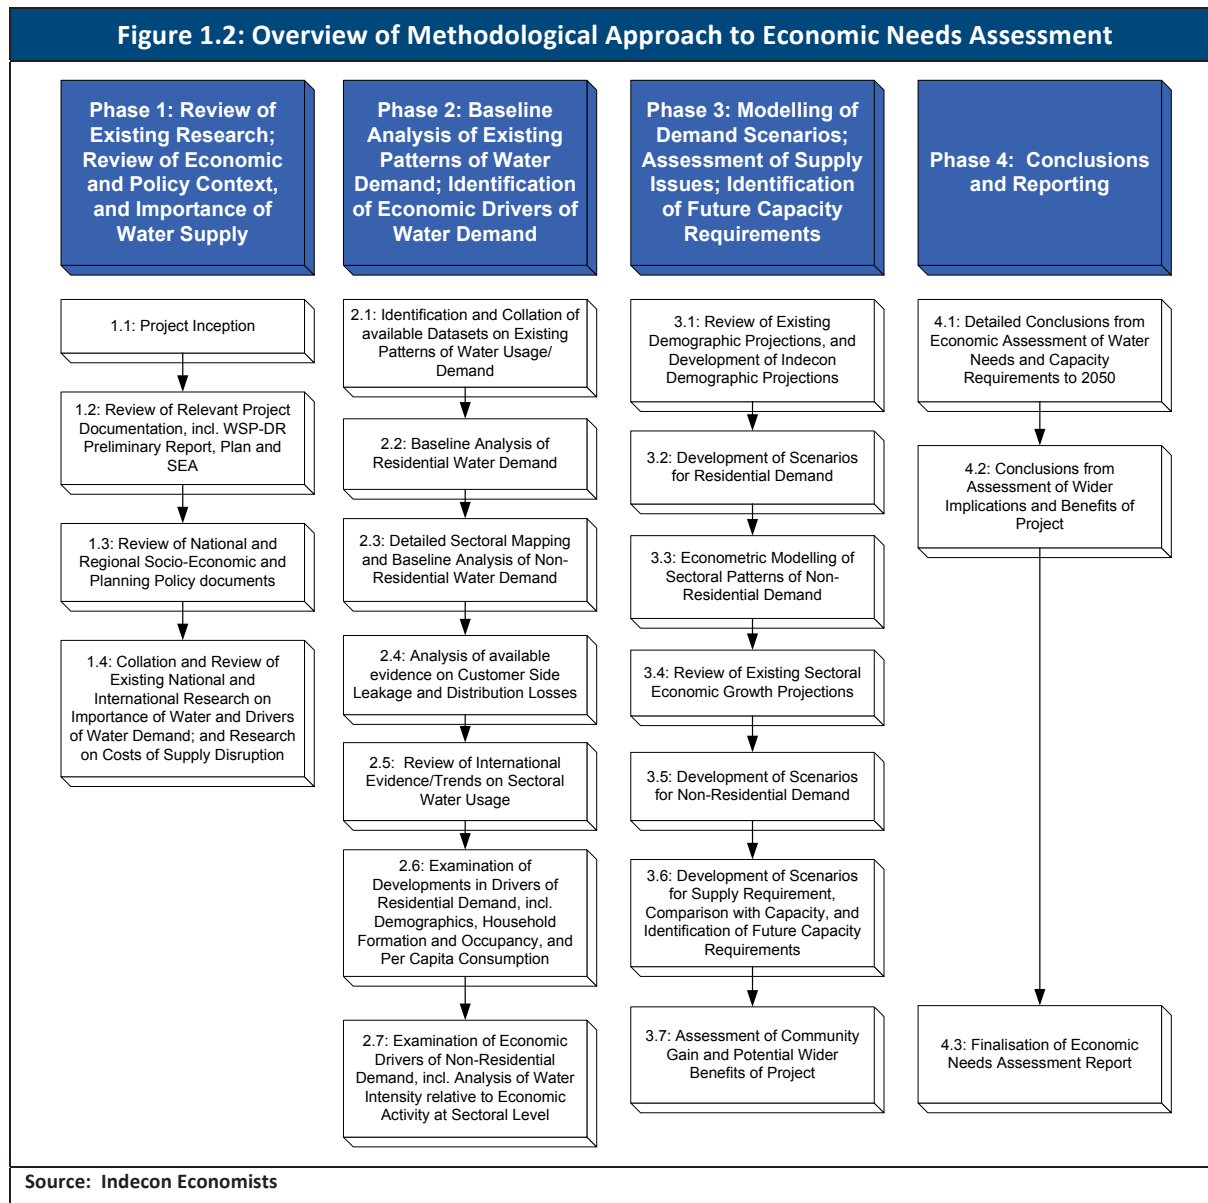 Figure 1.2: Overview of Methodological Approach to Economic Needs Assessment
Phase 1: Review of
Existing Research;
Review of Economic
and Policy Context,
and Importance of
Water Supply
1.1: Project Inception
1.2: Review of Relevant Project
Documentation, incl. WSP-DR
Preliminary Report, Plan and
SEA
1.3: Review of National and
Regional Socio-Economic and
Planning Policy documents
1.4: Collation and Review of
Existing National and
International Research on
Importance of Water and Drivers
of Water Demand; and Research
on Costs of Supply Disruption
Phase 2: Baseline
Analysis of Existing
Patterns of Water
Demand; Identification
of Economic Drivers of
Water Demand
2.1: Identification and Collation of
available Datasets on Existing
Patterns of Water Usage/
Demand
2.2: Baseline Analysis of
Residential Water Demand
2.3: Detailed Sectoral Mapping
and Baseline Analysis of Non-
Residential Water Demand
2.4: Analysis of available
evidence on Customer Side
Leakage and Distribution Losses
2.5: Review of International
Evidence/Trends on Sectoral
Water Usage
2.6: Examination of
Developments in Drivers of
Residential Demand, incl.
Demographics, Household
Formation and Occupancy, and
Per Capita Consumption
2.7: Examination of Economic
Drivers of Non-Residential
Demand, incl. Analysis of Water
Intensity relative to Economic
Activity at Sectoral Level
Phase 3: Modelling of
Demand Scenarios;
Assessment of Supply
Issues; Identification
of Future Capacity
Requirements
3.1: Review of Existing
Demographic Projections, and
Development of Indecon
Demographic Projections
3.2: Development of Scenarios
for Residential Demand
3.3: Econometric Modelling of
Sectoral Patterns of Non-
Residential Demand
3.4: Review of Existing Sectoral
Economic Growth Projections
3.5: Development of Scenarios
for Non-Residential Demand
3.6: Development of Scenarios
for Supply Requirement,
Comparison with Capacity, and
Identification of Future Capacity
Requirements
3.7: Assessment of Community
Gain and Potential Wider
Benefits of Project
Phase 4: Conclusions
and Reporting
4.1: Detailed Conclusions from
Economic Assessment of Water
Needs and Capacity
Requirements to 2050
4.2: Conclusions from
Assessment of Wider
Implications and Benefits of
Project
4.3: Finalisation of Economic
Needs Assessment Report
Source: Indecon Economists